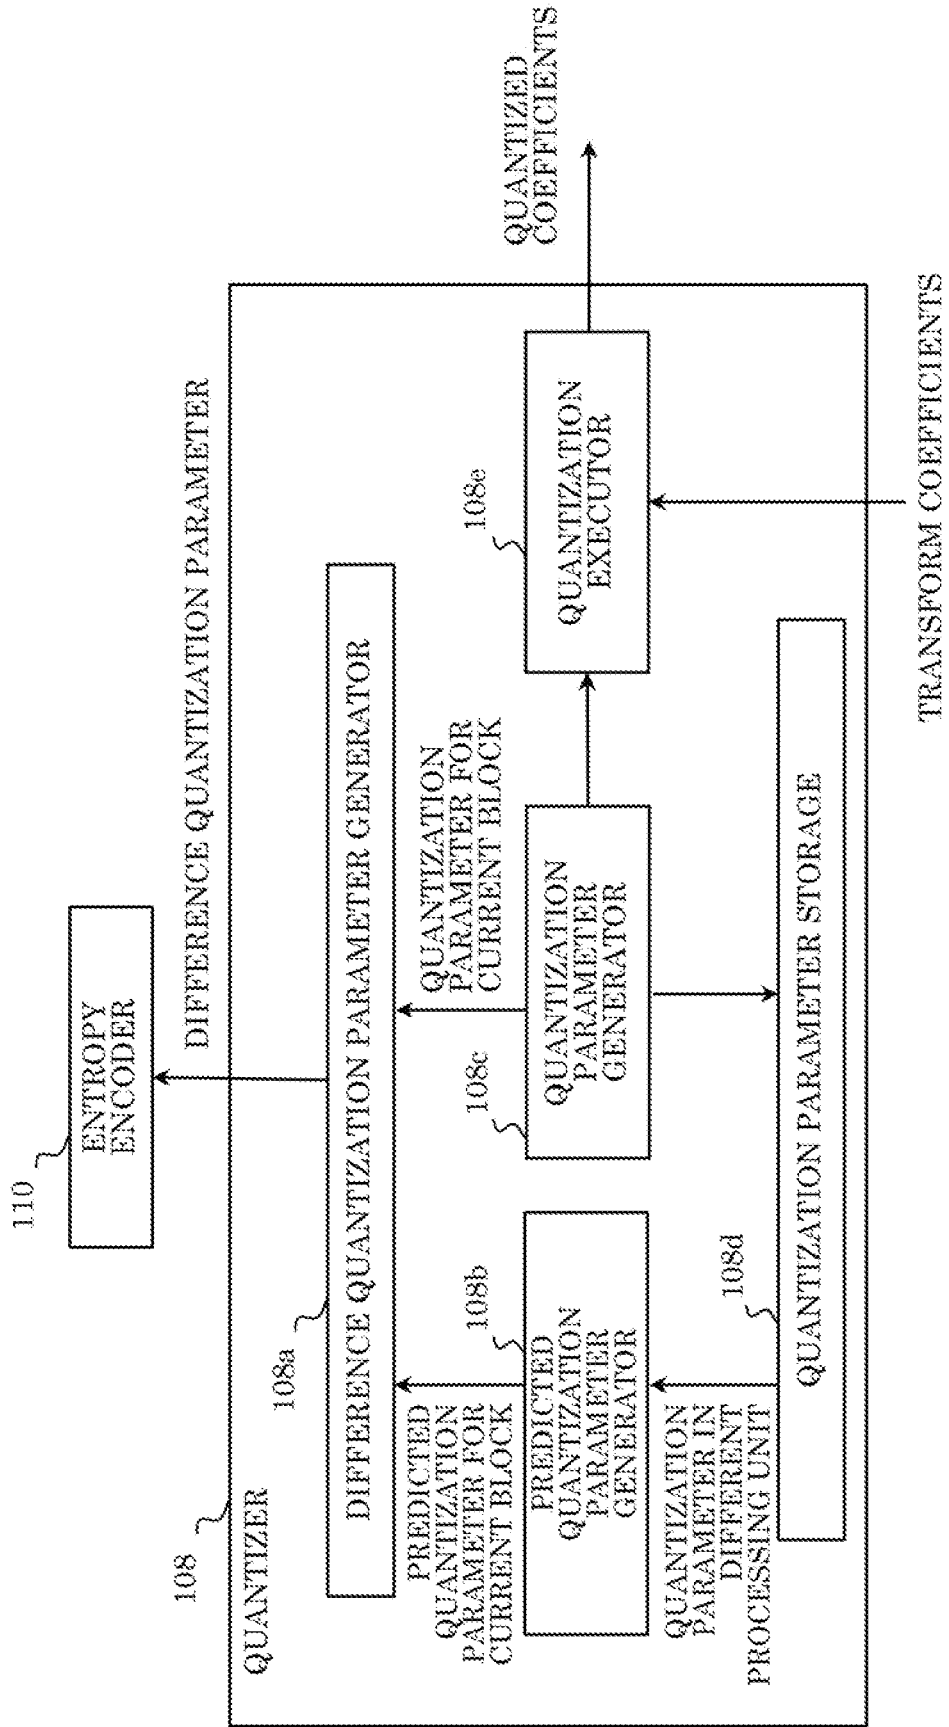 110
ENTROPY
ENCODER
DIFFERENCE QUANTIZATION PARAMETER
108
QUANTIZER
108a
DIFFERENCE QUANTIZATION PARAMETER GENERATOR
PREDICTED
QUANTIZATION
PARAMETER FOR
CURRENT BLOCK
QUANTIZATION
PARAMETER FOR
CURRENT BLOCK
108b
PREDICTED
QUANTIZATION
PARAMETER
GENERATOR
108c
QUANTIZATION
PARAMETER
GENERATOR
108e
QUANTIZATION
EXECUTOR
QUANTIZED
COEFFICIENTS
QUANTIZATION
PARAMETER IN
DIFFERENT
PROCESSING UNIT
108d
QUANTIZATION PARAMETER STORAGE
TRANSFORM COEFFICIENTS